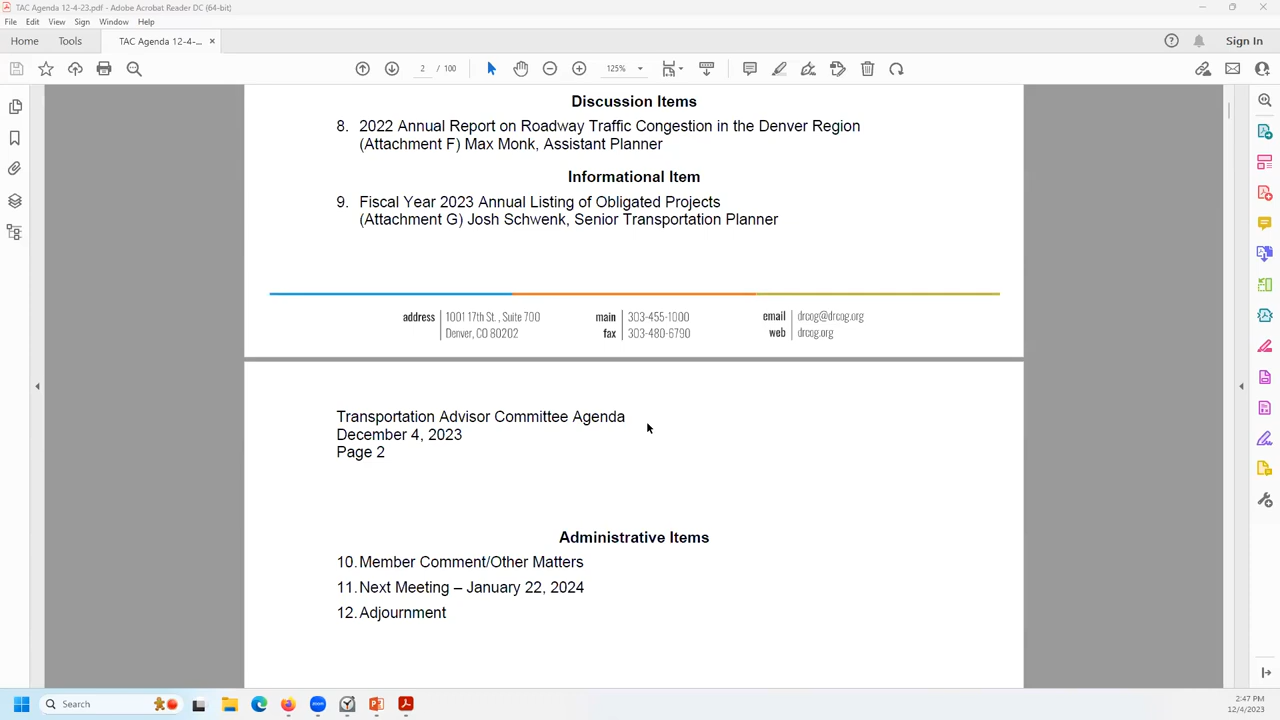 TAC Agenda 12-4-23.pdf - Adobe Acrobat Reader DC (64-bit)
File Edit View Sign Window Help
Home Tools TAC Agenda 12-4-... × Sign In
2 / 100 125%
Discussion Items
8. 2022 Annual Report on Roadway Traffic Congestion in the Denver Region
(Attachment F) Max Monk, Assistant Planner
Informational Item
9. Fiscal Year 2023 Annual Listing of Obligated Projects
(Attachment G) Josh Schwenk, Senior Transportation Planner
address 1001 17th St. , Suite 700 main 303-455-1000 email drcog@drcog.org
Denver, CO 80202 fax 303-480-6790 web drcog.org
Transportation Advisor Committee Agenda
December 4, 2023
Page 2
Administrative Items
10. Member Comment/Other Matters
11. Next Meeting – January 22, 2024
12. Adjournment
Search
2:47 PM
12/4/2023